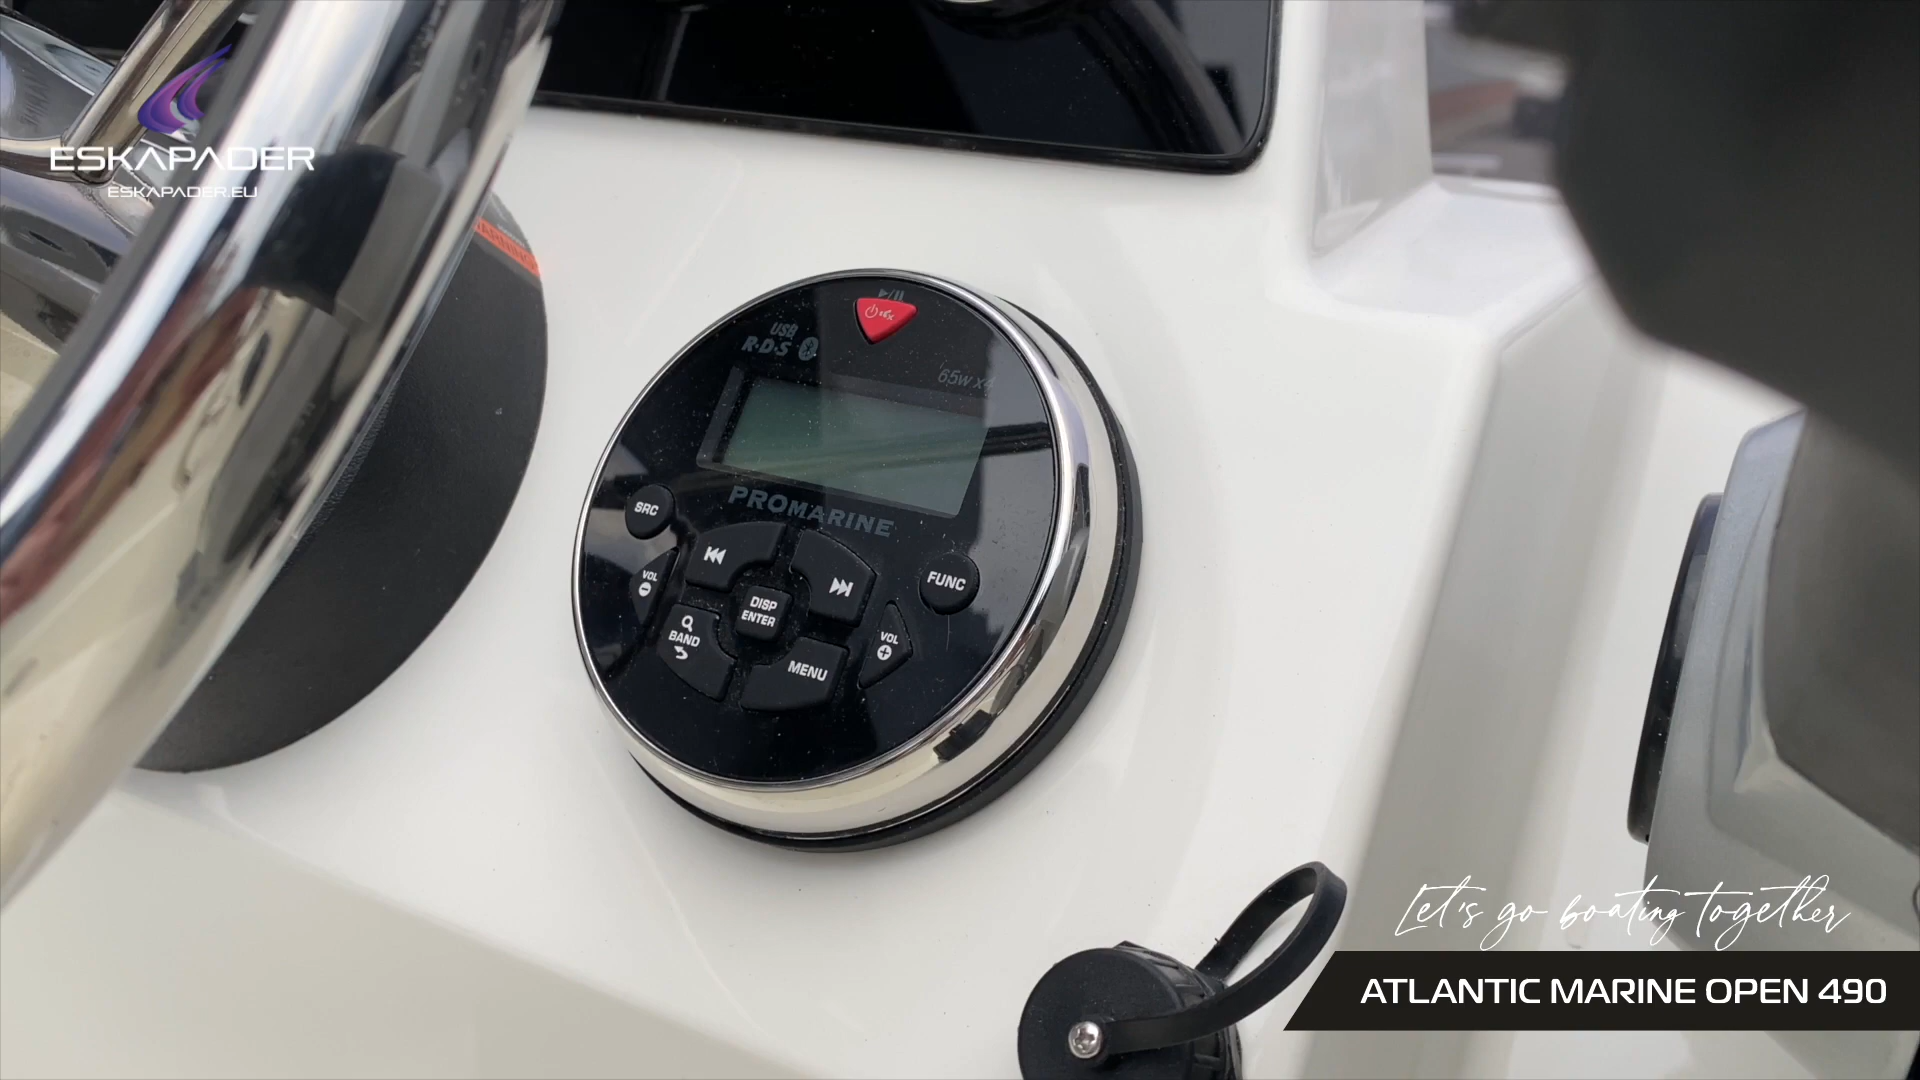 ESKAPADER
ESKAPADER.EU
WARNING
USB
R·D·S
65W X4
PROMARINE
SRC
VOL
FUNC
DISP
ENTER
BAND
VOL
MENU
Let's go boating together
ATLANTIC MARINE OPEN 490